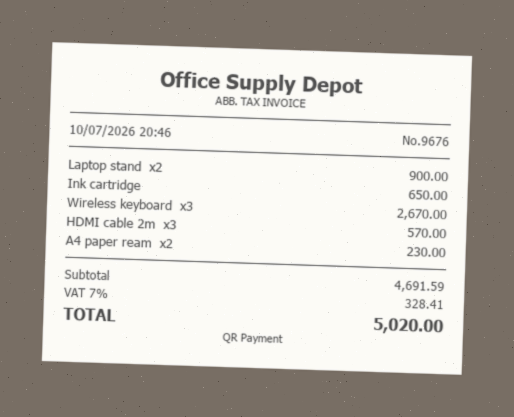 Office Supply Depot
ABB. TAX INVOICE
10/07/2026 20:46 No.9676
Laptop stand x2 900.00
Ink cartridge 650.00
Wireless keyboard x3 2,670.00
HDMI cable 2m x3 570.00
A4 paper ream x2 230.00
Subtotal 4,691.59
VAT 7% 328.41
TOTAL 5,020.00
QR Payment